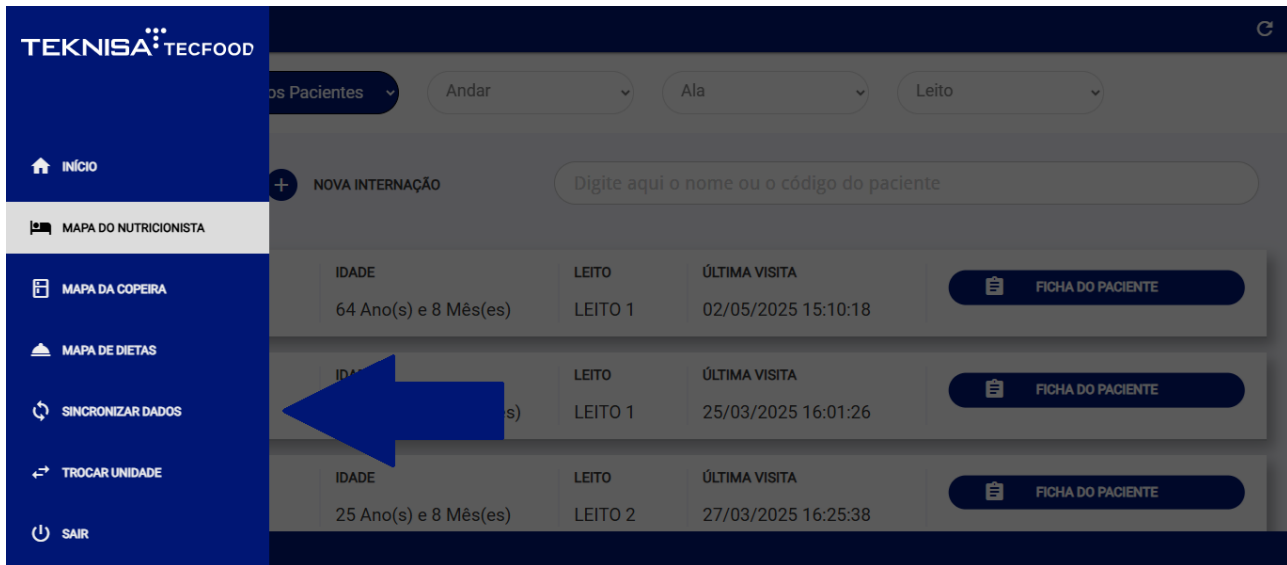 TEKNISA TECFOOD
os Pacientes
Andar
Ala
Leito
INÍCIO
MAPA DO NUTRICIONISTA
MAPA DA COPEIRA
MAPA DE DIETAS
SINCRONIZAR DADOS
TROCAR UNIDADE
SAIR
NOVA INTERNAÇÃO
Digite aqui o nome ou o código do paciente
IDADE LEITO ÚLTIMA VISITA
64 Ano(s) e 8 Mês(es) LEITO 1 02/05/2025 15:10:18
FICHA DO PACIENTE
LEITO ÚLTIMA VISITA
s) LEITO 1 25/03/2025 16:01:26
FICHA DO PACIENTE
IDADE LEITO ÚLTIMA VISITA
25 Ano(s) e 8 Mês(es) LEITO 2 27/03/2025 16:25:38
FICHA DO PACIENTE